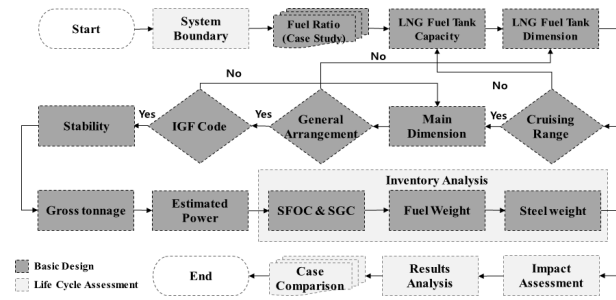 Start
System
Boundary
Fuel Ratio
(Case Study)
LNG Fuel Tank
Capacity
LNG Fuel Tank
Dimension
No
No
No
Stability
Yes
IGF Code
Yes
General
Arrangement
Main
Dimension
Yes
Cruising
Range
Inventory Analysis
Gross tonnage
Estimated
Power
SFOC & SGC
Fuel Weight
Steel weight
Basic Design
Life Cycle Assessment
End
Case
Comparison
Results
Analysis
Impact
Assessment